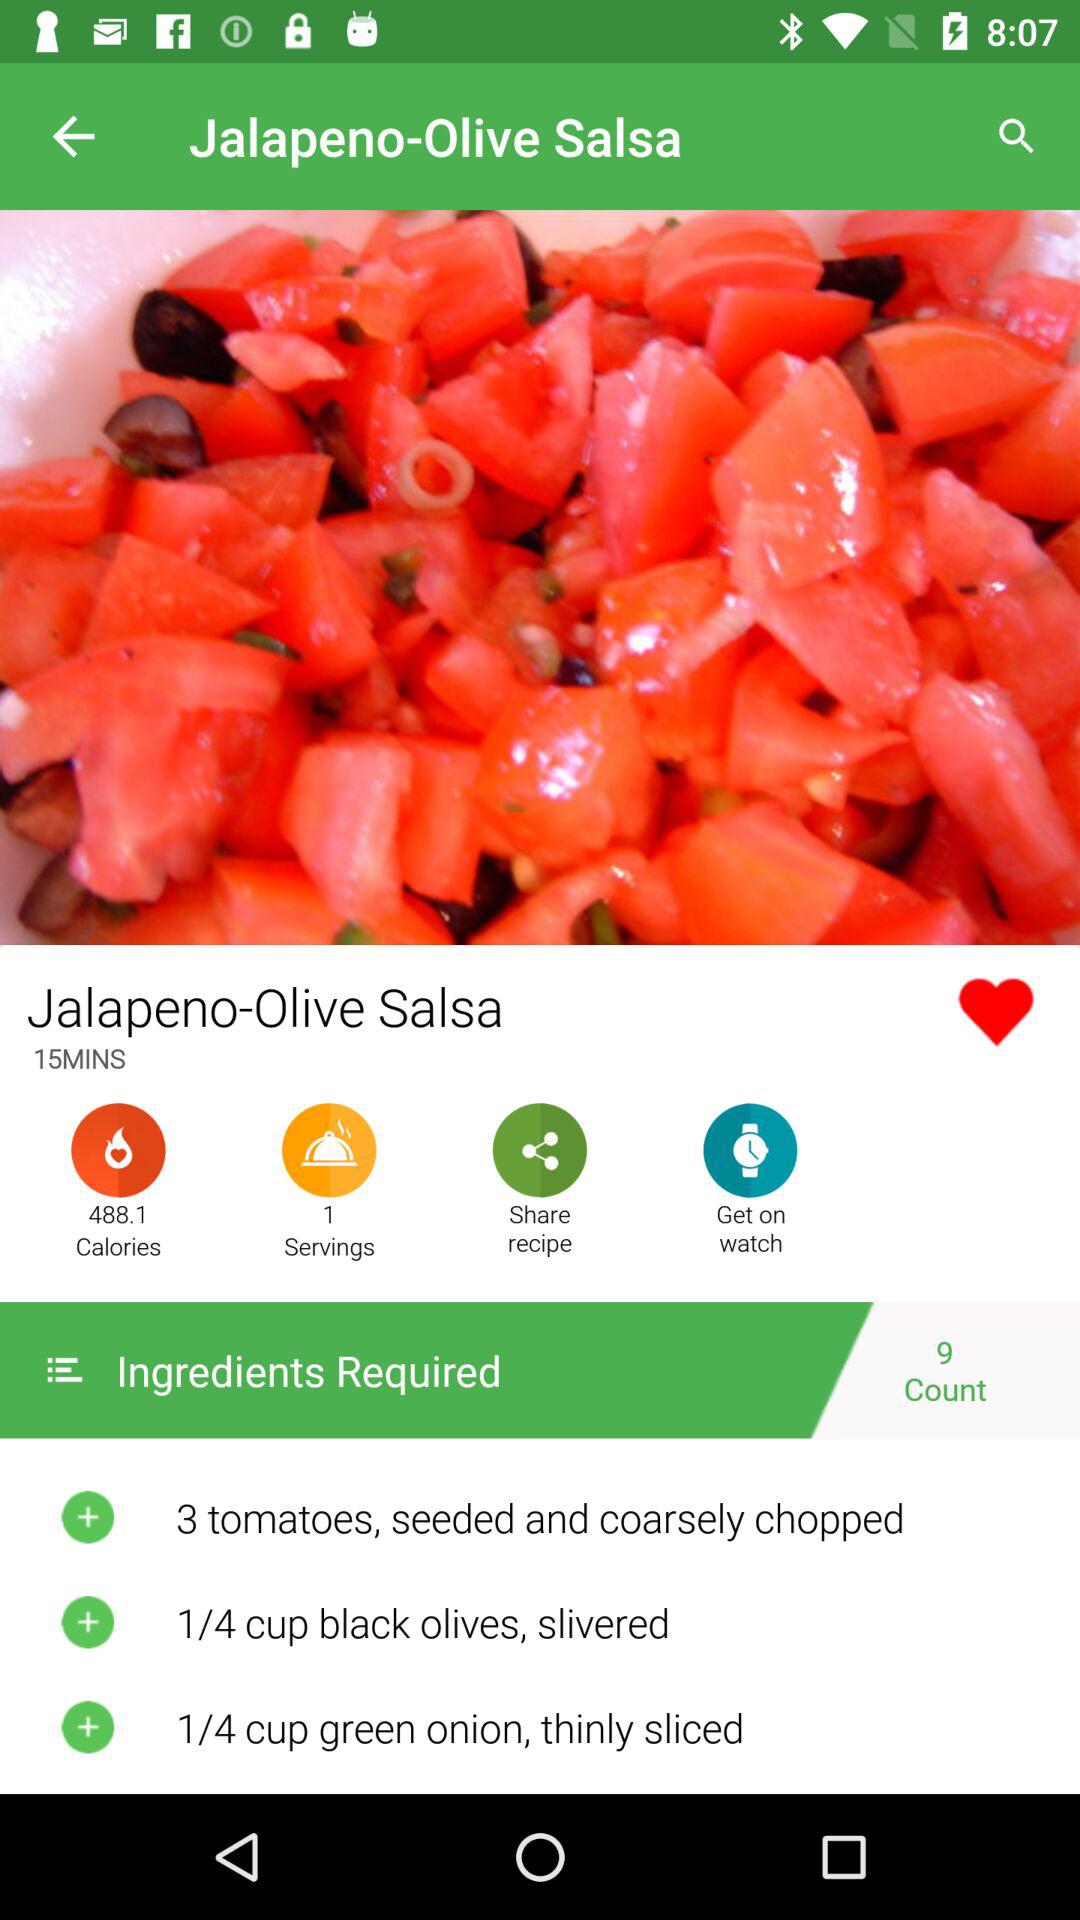 8:07
Jalapeno-Olive Salsa
Jalapeno-Olive Salsa
15MINS
488.1
Calories
1
Servings
Share
recipe
Get on
watch
Ingredients Required
9
Count
3 tomatoes, seeded and coarsely chopped
1/4 cup black olives, slivered
1/4 cup green onion, thinly sliced